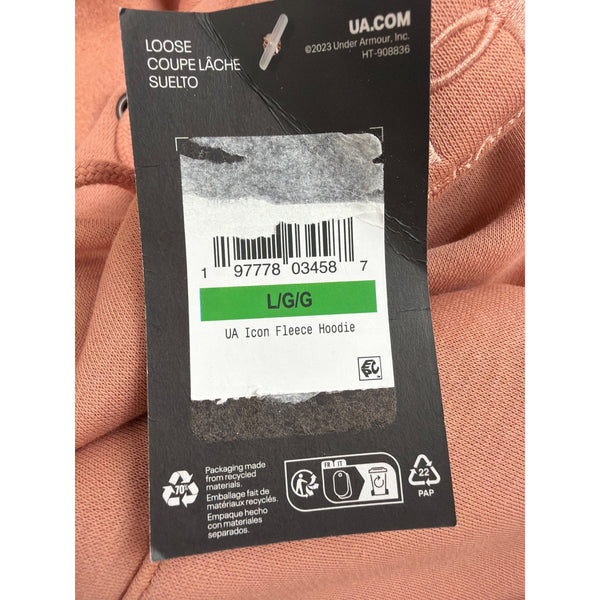 LOOSE
COUPE LÂCHE
SUELTO
UA.COM
©2023 Under Armour, Inc.
HT-908836
1 97778 03458 7
L/G/G
UA Icon Fleece Hoodie
70%
Packaging made
from recycled
materials.
Emballage fait de
matériaux recyclés.
Empaque hecho
con materiales
separados.
FR IT
22
PAP